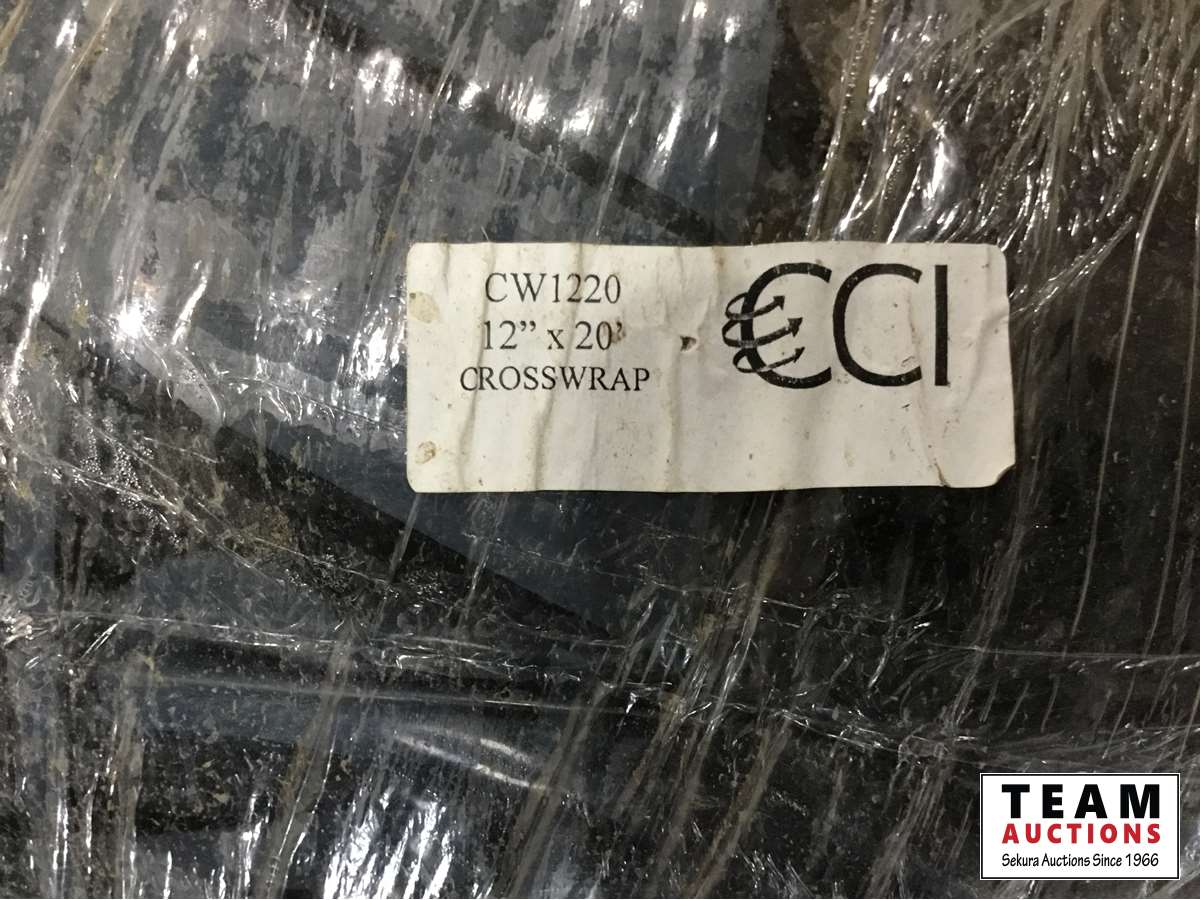 CW1220
12” x 20’
CROSSWRAP
CCI
TEAM
AUCTIONS
Sekura Auctions Since 1966